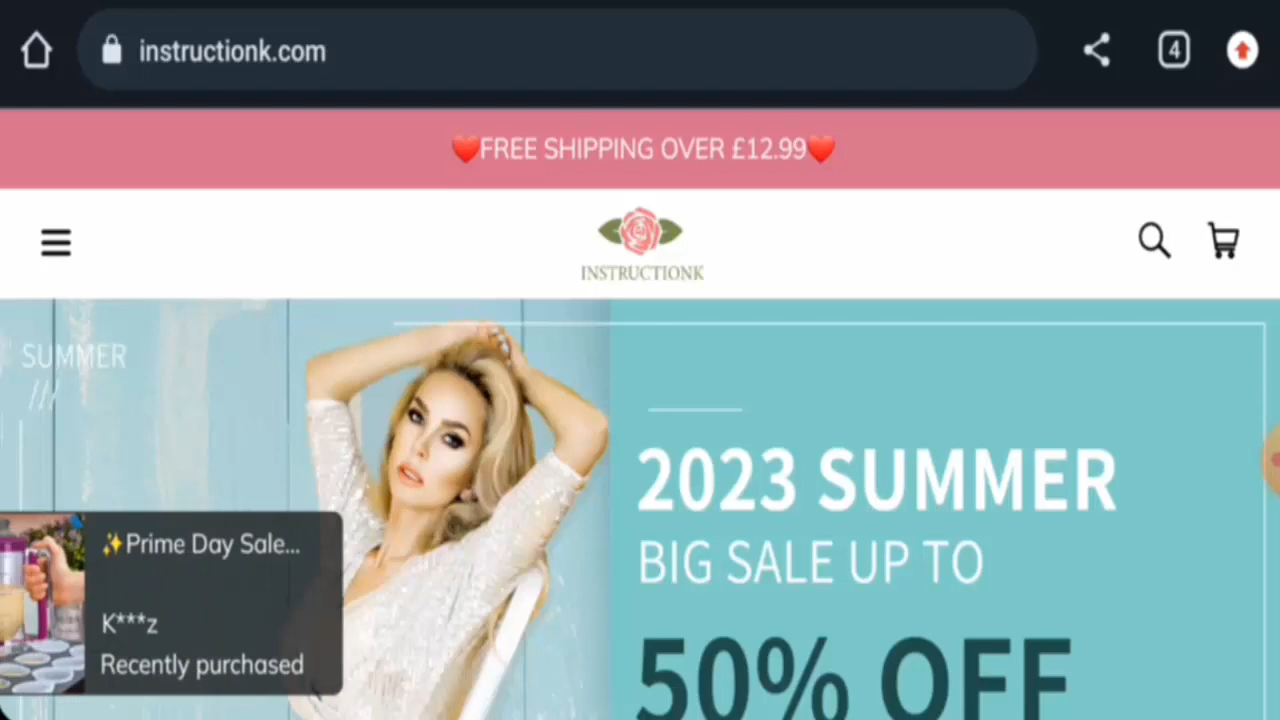 instructionk.com
4
❤️FREE SHIPPING OVER £12.99❤️
INSTRUCTIONK
SUMMER
///
2023 SUMMER
BIG SALE UP TO
50% OFF
✨Prime Day Sale...
K***z
Recently purchased